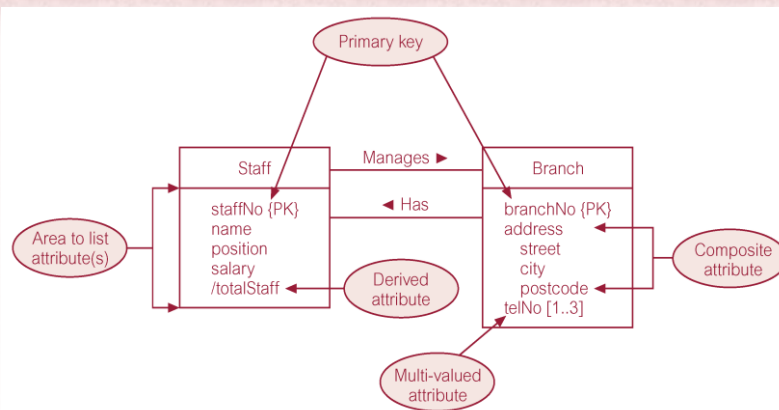 Primary key
Staff
Manages ►
Branch
staffNo {PK}
name
position
salary
/totalStaff
◄ Has
branchNo {PK}
address
street
city
postcode
telNo [1..3]
Area to list
attribute(s)
Derived
attribute
Composite
attribute
Multi-valued
attribute